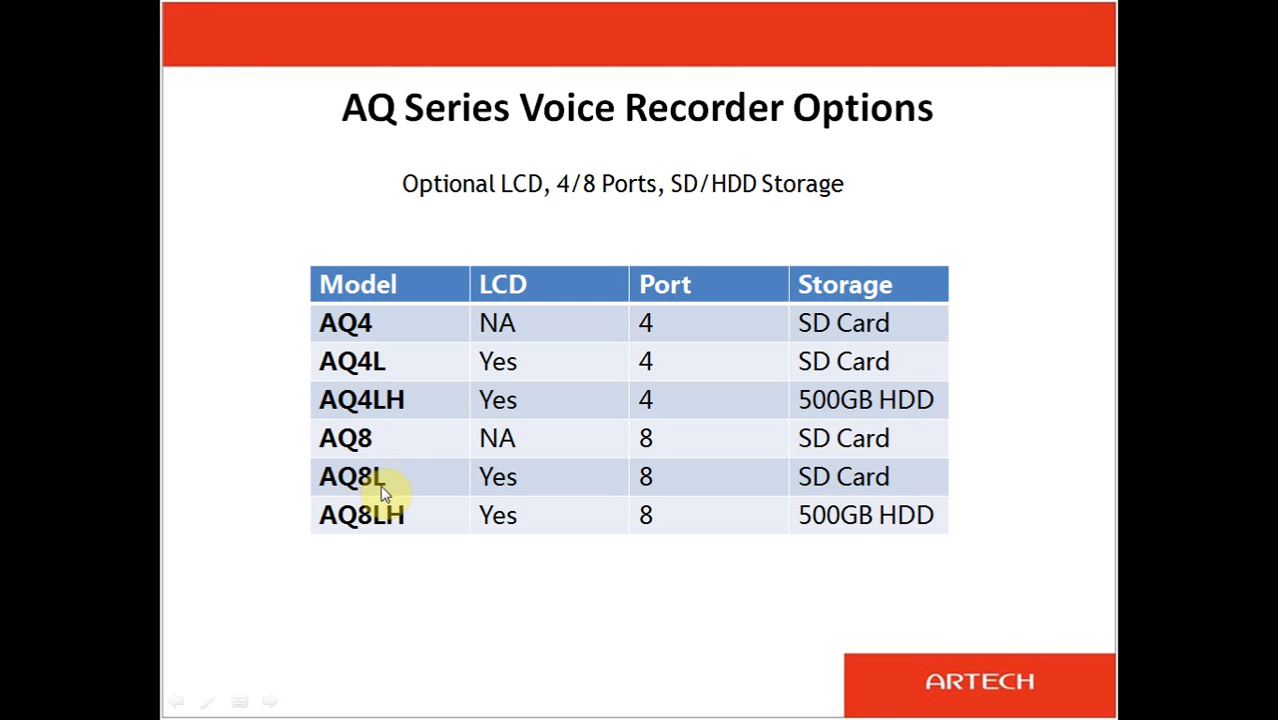 AQ Series Voice Recorder Options
Optional LCD, 4/8 Ports, SD/HDD Storage
Model LCD Port Storage
AQ4 NA 4 SD Card
AQ4L Yes 4 SD Card
AQ4LH Yes 4 500GB HDD
AQ8 NA 8 SD Card
AQ8L Yes 8 SD Card
AQ8LH Yes 8 500GB HDD
ARTECH